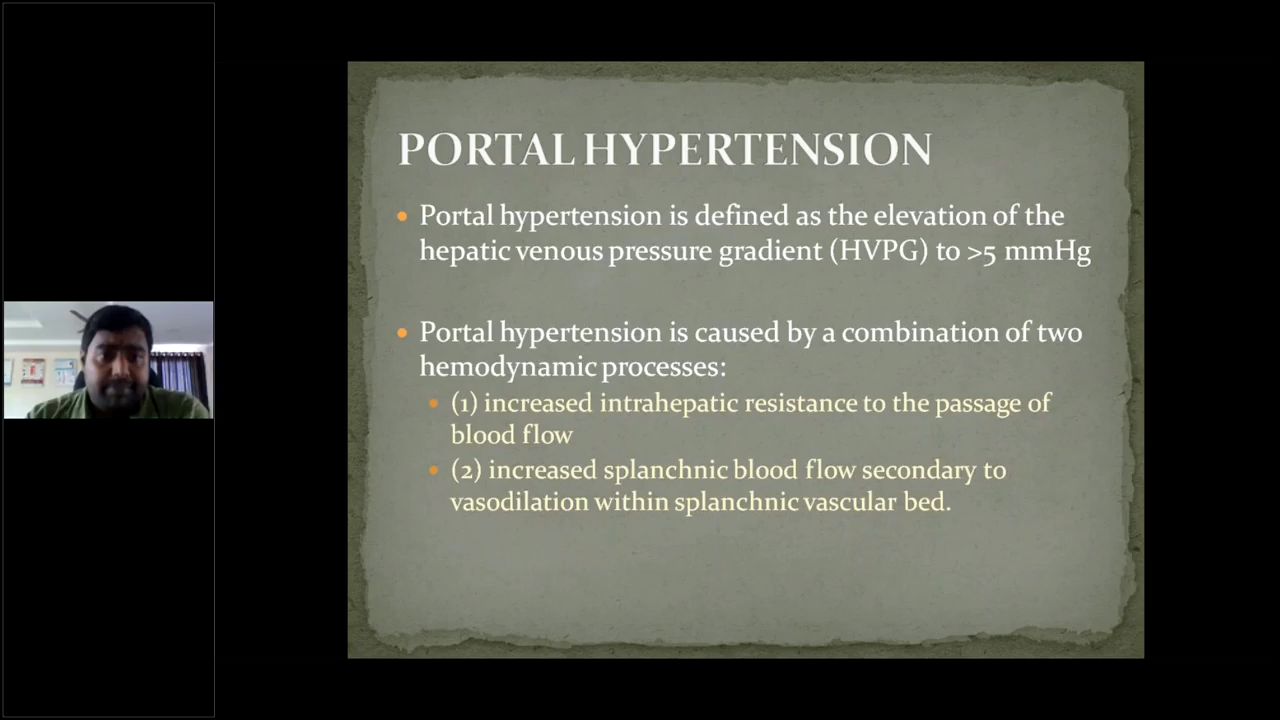 PORTAL HYPERTENSION
• Portal hypertension is defined as the elevation of the
hepatic venous pressure gradient (HVPG) to >5 mmHg
• Portal hypertension is caused by a combination of two
hemodynamic processes:
• (1) increased intrahepatic resistance to the passage of
blood flow
• (2) increased splanchnic blood flow secondary to
vasodilation within splanchnic vascular bed.